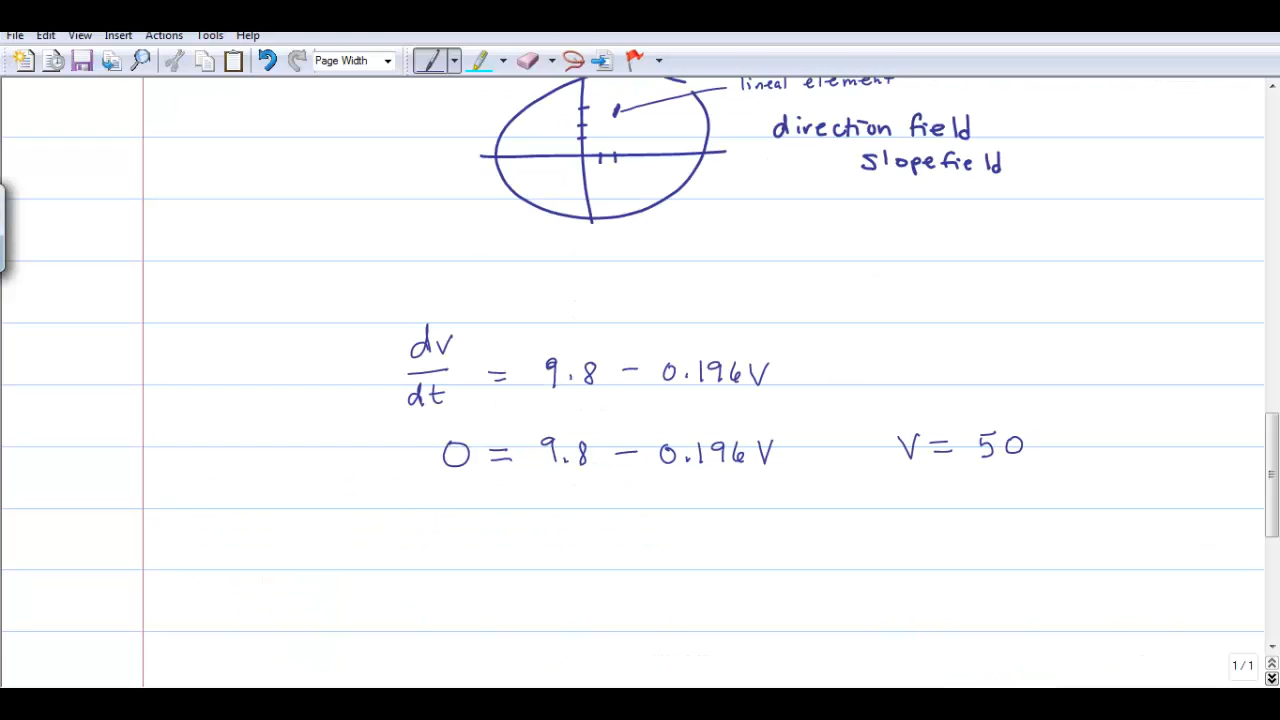 File Edit View Insert Actions Tools Help
Page Width
lineal element
direction field
slopefield
dv/dt = 9.8 - 0.196V
0 = 9.8 - 0.196V V = 50
1/1